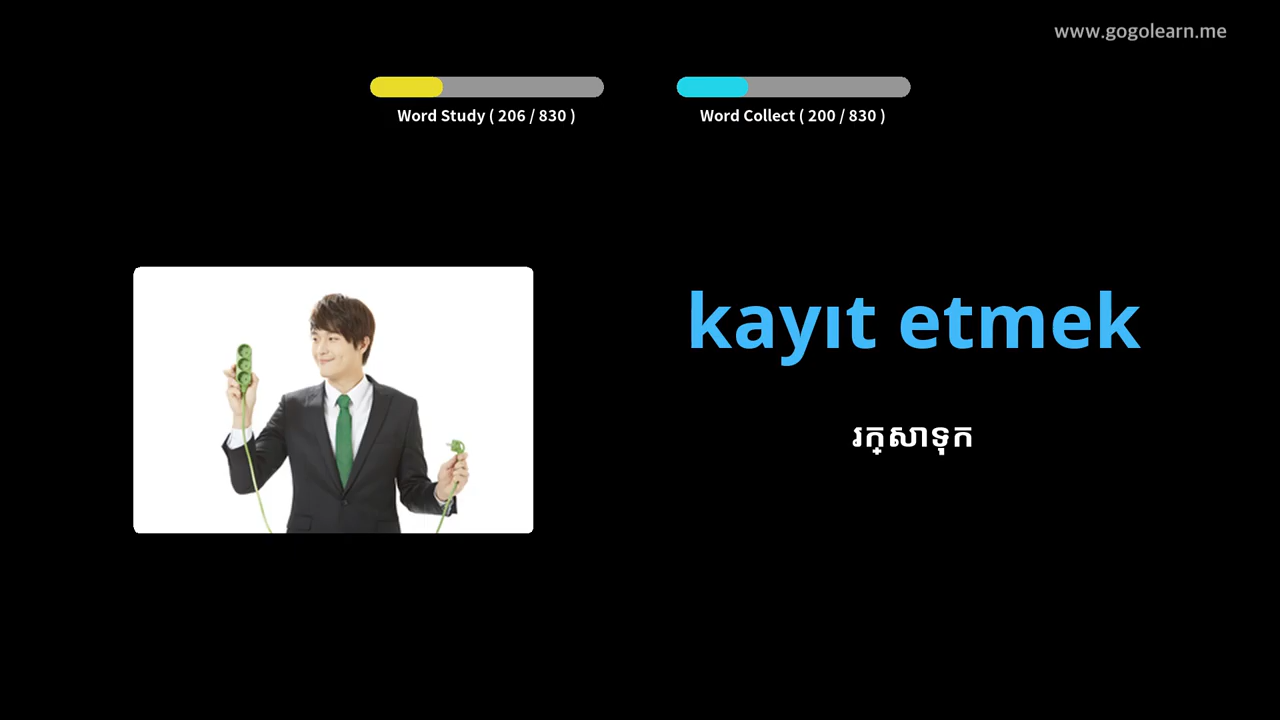 www.gogolearn.me
Word Study ( 206 / 830 )
Word Collect ( 200 / 830 )
kayıt etmek
រក្សាទុក